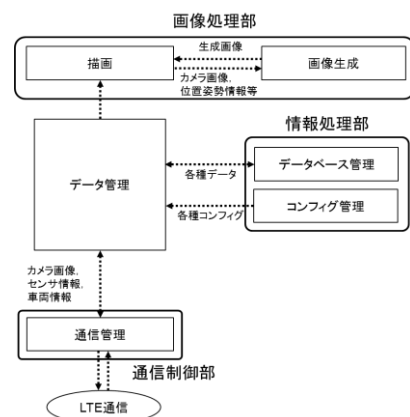 画像処理部
生成画像
描画
画像生成
カメラ画像,
位置姿勢情報等
情報処理部
データ管理
各種データ
データベース管理
各種コンフィグ
コンフィグ管理
カメラ画像,
センサ情報,
車両情報
通信管理
通信制御部
LTE通信